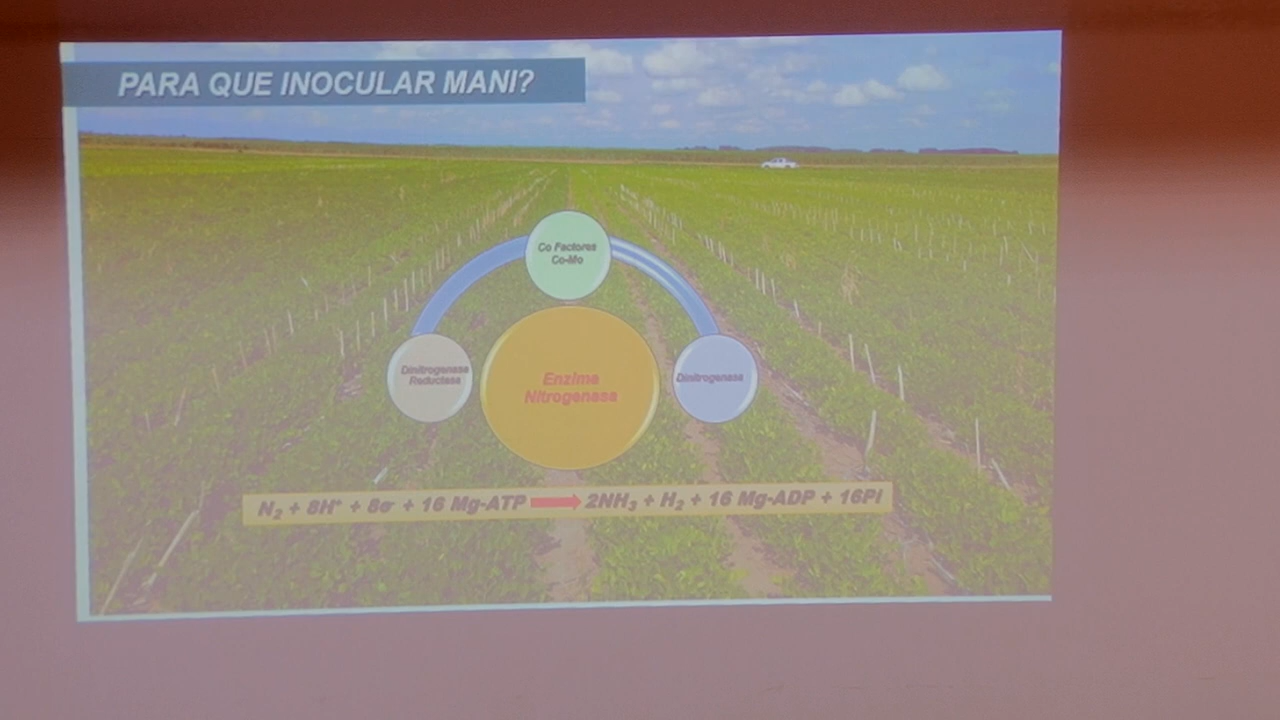 PARA QUE INOCULAR MANI?
Co Factores
Co-Mo
Dinitrogenasa
Reductasa
Enzima
Nitrogenasa
Dinitrogenasa
N₂ + 8H⁺ + 8e⁻ + 16 Mg-ATP → 2NH₃ + H₂ + 16 Mg-ADP + 16Pi